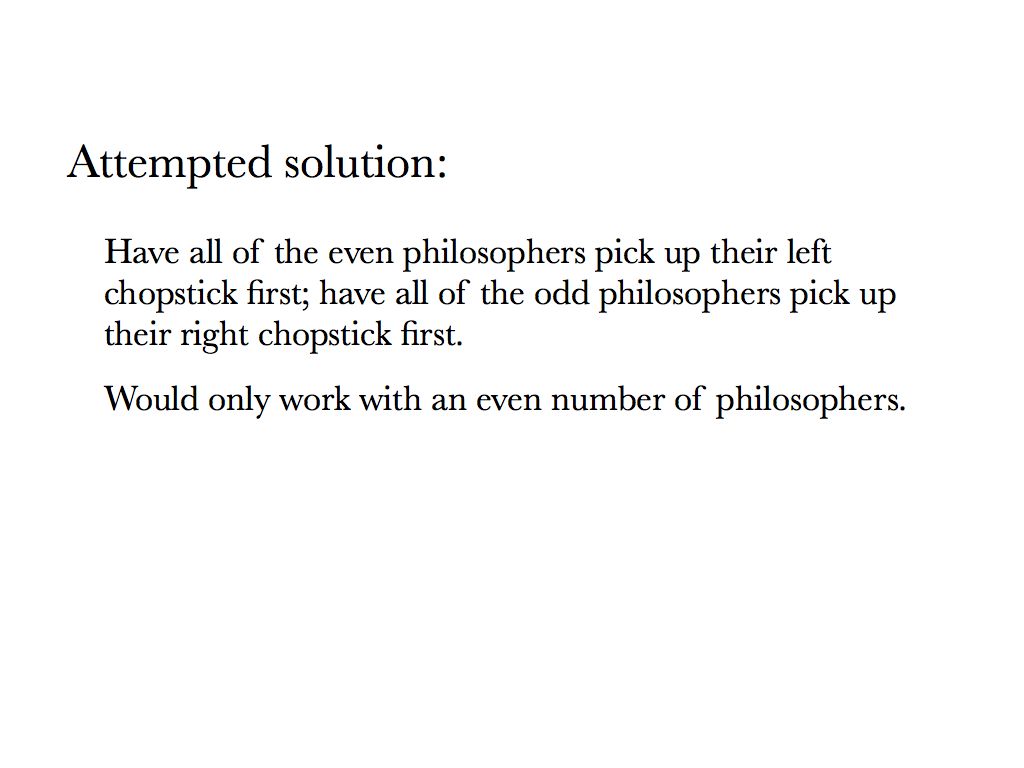 Attempted solution:
Have all of the even philosophers pick up their left
chopstick first; have all of the odd philosophers pick up
their right chopstick first.
Would only work with an even number of philosophers.